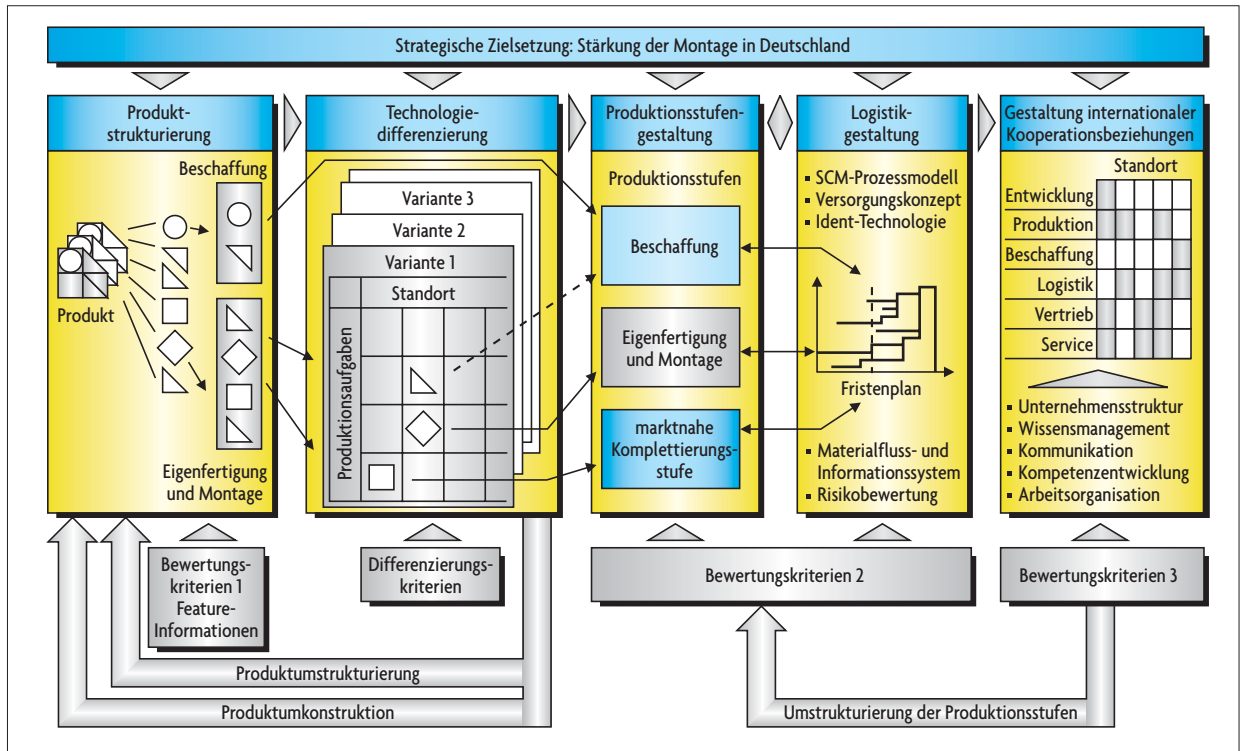 Strategische Zielsetzung: Stärkung der Montage in Deutschland
Produkt-
strukturierung
Beschaffung
Produkt
Eigenfertigung
und Montage
Technologie-
differenzierung
Variante 3
Variante 2
Variante 1
Standort
Produktionsaufgaben
Produktionsstufen-
gestaltung
Produktionsstufen
Beschaffung
Eigenfertigung
und Montage
marktnahe
Komplettierungs-
stufe
Logistik-
gestaltung
▪ SCM-Prozessmodell
▪ Versorgungskonzept
▪ Ident-Technologie
Fristenplan
▪ Materialfluss- und
Informationssystem
▪ Risikobewertung
Gestaltung internationaler
Kooperationsbeziehungen
Standort
Entwicklung
Produktion
Beschaffung
Logistik
Vertrieb
Service
▪ Unternehmensstruktur
▪ Wissensmanagement
▪ Kommunikation
▪ Kompetenzentwicklung
▪ Arbeitsorganisation
Bewertungs-
kriterien 1
Feature-
Informationen
Differenzierungs-
kriterien
Bewertungskriterien 2
Bewertungskriterien 3
Produktumstrukturierung
Produktumkonstruktion
Umstrukturierung der Produktionsstufen